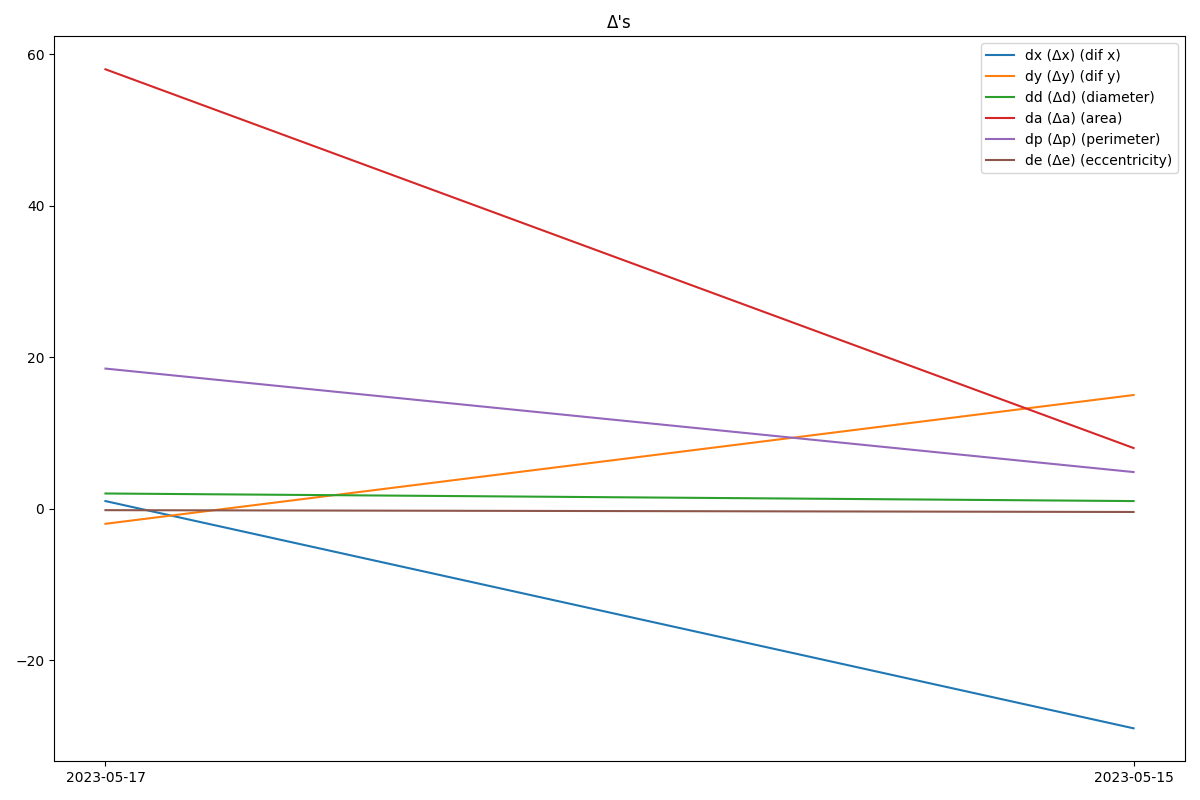 Δ's
60
40
20
0
−20
2023-05-17
2023-05-15
dx (Δx) (dif x)
dy (Δy) (dif y)
dd (Δd) (diameter)
da (Δa) (area)
dp (Δp) (perimeter)
de (Δe) (eccentricity)